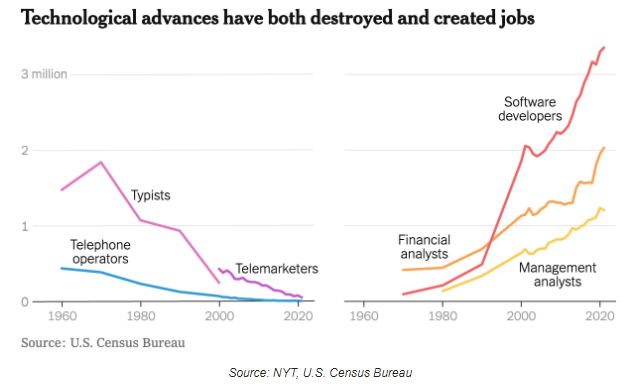 Technological advances have both destroyed and created jobs
3 million
2
1
0
Typists
Telephone
operators
Telemarketers
1960
1980
2000
2020
Software
developers
Financial
analysts
Management
analysts
1960
1980
2000
2020
Source: U.S. Census Bureau
Source: NYT, U.S. Census Bureau